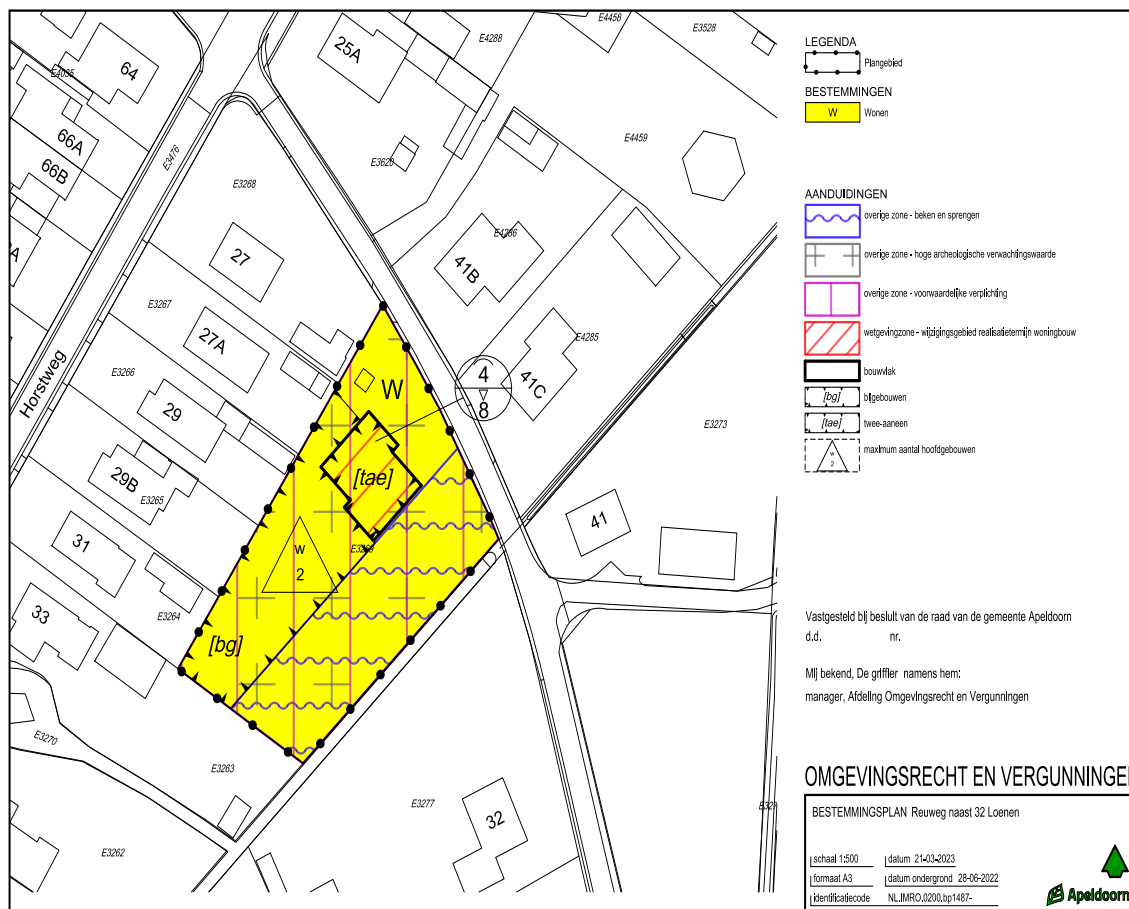 E4458
E3528
E4288
25A
64
E4035
66A
66B
E3476
E3620
E4459
E3268
27
E4286
41B
E3267
27A
E4285
41C
E3266
29
Horstweg
4
8
W
E3273
29B
E3265
[tae]
31
41
E3269
w
2
E3264
33
[bg]
E3270
E3263
E3277
32
E3262
LEGENDA
Plangebied
BESTEMMINGEN
W Wonen
AANDUIDINGEN
overige zone - beken en sprengen
overige zone - hoge archeologische verwachtingswaarde
overige zone - voorwaardelijke verplichting
wetgevingzone - wijzigingsgebied realisatietermijn woningbouw
bouwvlak
[bg] bijgebouwen
[tae] twee-aaneen
w 2 maximum aantal hoofdgebouwen
Vastgesteld bij besluit van de raad van de gemeente Apeldoorn
d.d. nr.
Mij bekend, De griffier namens hem:
manager, Afdeling Omgevingsrecht en Vergunningen
OMGEVINGSRECHT EN VERGUNNINGEN
BESTEMMINGSPLAN Reuweg naast 32 Loenen
schaal 1:500 datum 21-03-2023
formaat A3 datum ondergrond 28-06-2022
identificatiecode NL.IMRO.0200.bp1487-
Apeldoorn